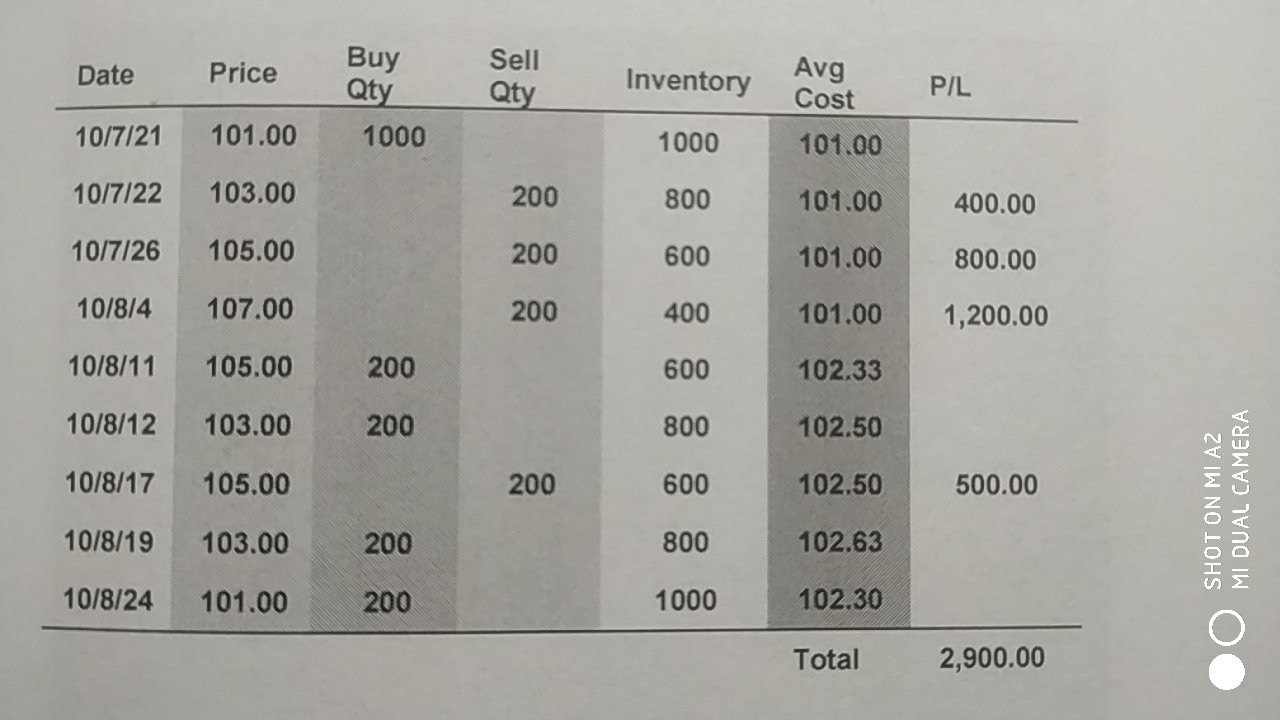 Date Price Buy Qty Sell Qty Inventory Avg Cost P/L
10/7/21 101.00 1000 1000 101.00
10/7/22 103.00 200 800 101.00 400.00
10/7/26 105.00 200 600 101.00 800.00
10/8/4 107.00 200 400 101.00 1,200.00
10/8/11 105.00 200 600 102.33
10/8/12 103.00 200 800 102.50
10/8/17 105.00 200 600 102.50 500.00
10/8/19 103.00 200 800 102.63
10/8/24 101.00 200 1000 102.30
Total 2,900.00
SHOT ON MI A2
MI DUAL CAMERA